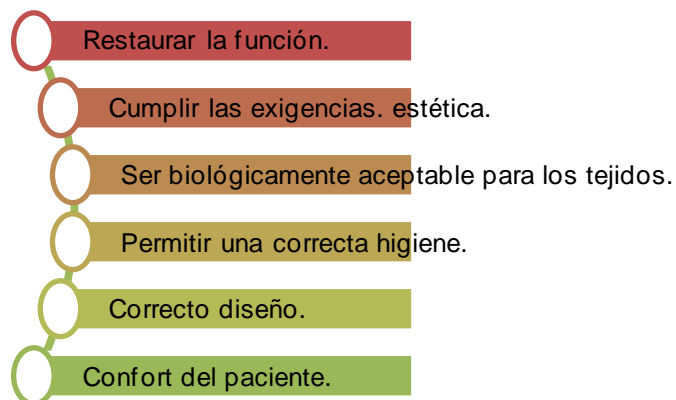 Restaurar la función.
Cumplir las exigencias. estética.
Ser biológicamente aceptable para los tejidos.
Permitir una correcta higiene.
Correcto diseño.
Confort del paciente.